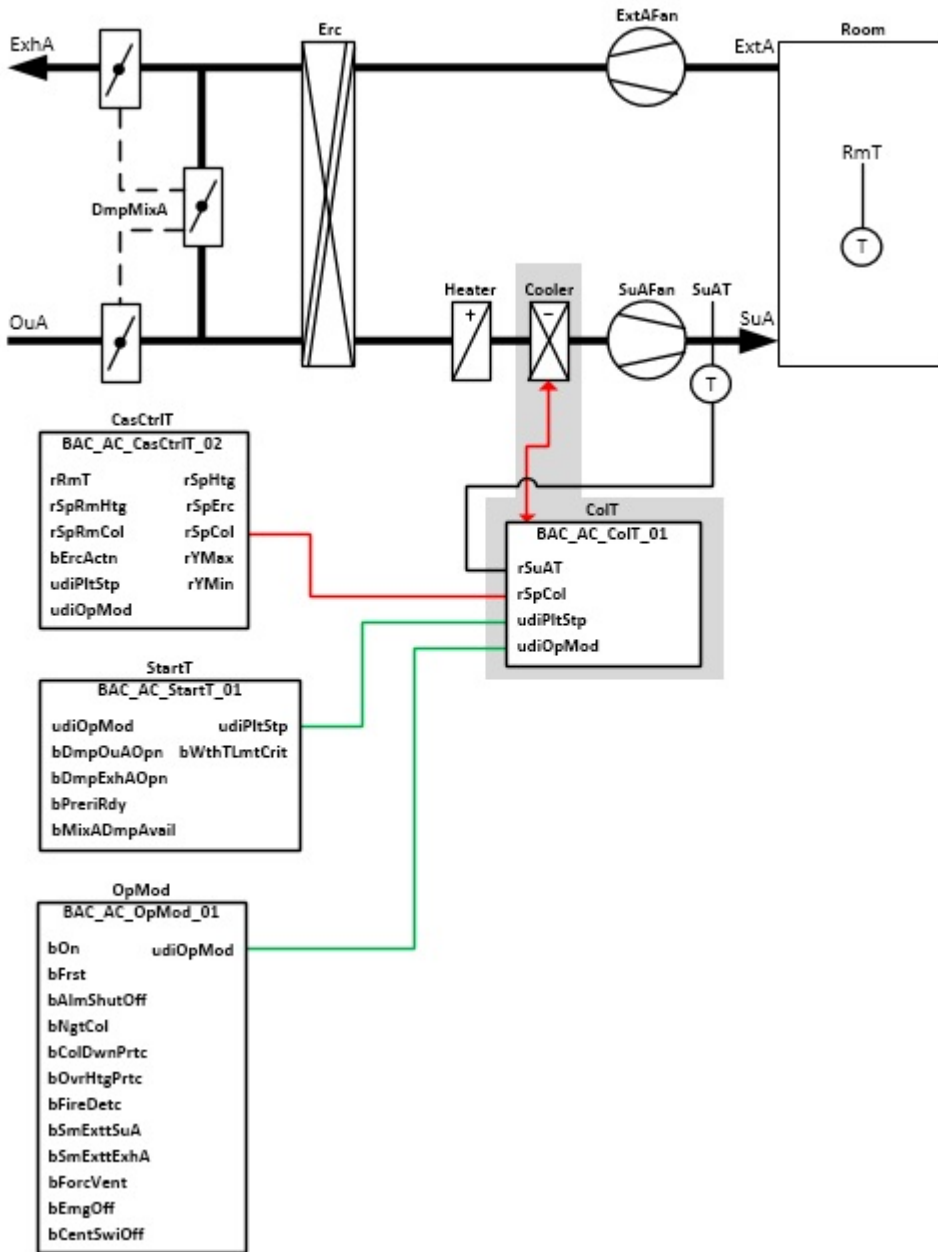 Erc
ExtAFan
ExhA
ExtA
Room
RmT
DmpMixA
T
Heater
Cooler
SuAFan
SuAT
OuA
+
−
SuA
T
CasCtrlT
BAC_AC_CasCtrlT_02
rRmT rSpHtg
rSpRmHtg rSpErc
rSpRmCol rSpCol
bErcActn rYMax
udiPltStp rYMin
udiOpMod
ColT
BAC_AC_ColT_01
rSuAT
rSpCol
udiPltStp
udiOpMod
StartT
BAC_AC_StartT_01
udiOpMod udiPltStp
bDmpOuAOpn bWthTLmtCrit
bDmpExhAOpn
bPreriRdy
bMixADmpAvail
OpMod
BAC_AC_OpMod_01
bOn udiOpMod
bFrst
bAlmShutOff
bNgtCol
bColDwnPrtc
bOvrHtgPrtc
bFireDetc
bSmExttSuA
bSmExttExhA
bForcVent
bEmgOff
bCentSwiOff